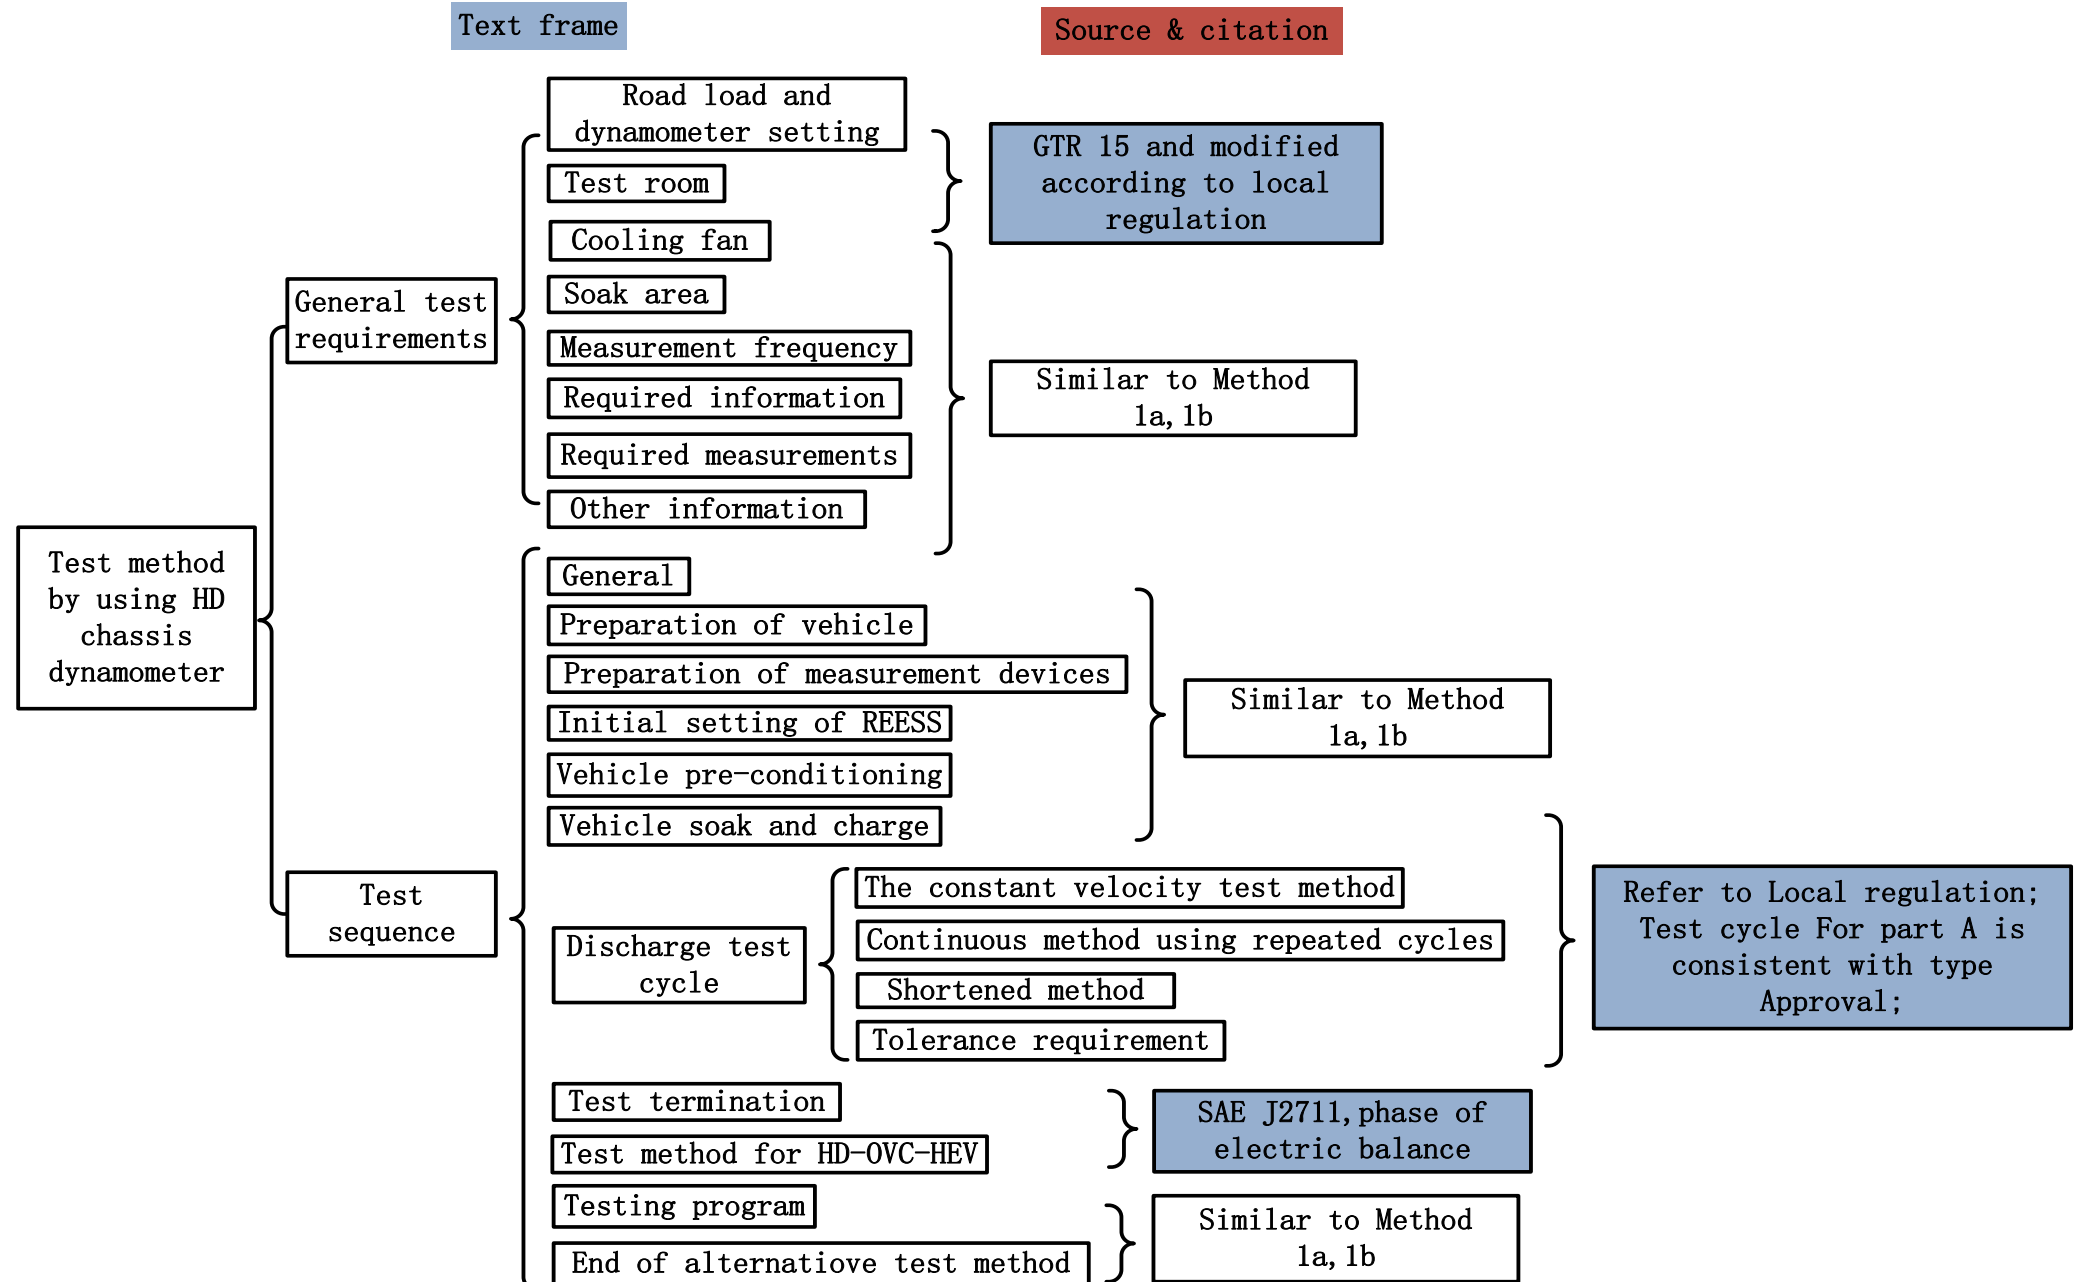 Text frame
Source & citation
Road load and
dynamometer setting
Test room
Cooling fan
GTR 15 and modified
according to local
regulation
General test
requirements
Soak area
Measurement frequency
Required information
Required measurements
Other information
Similar to Method
1a,1b
Test method
by using HD
chassis
dynamometer
General
Preparation of vehicle
Preparation of measurement devices
Initial setting of REESS
Vehicle pre-conditioning
Vehicle soak and charge
Similar to Method
1a,1b
Test
sequence
Discharge test
cycle
The constant velocity test method
Continuous method using repeated cycles
Shortened method
Tolerance requirement
Refer to Local regulation;
Test cycle For part A is
consistent with type
Approval;
Test termination
Test method for HD-OVC-HEV
SAE J2711,phase of
electric balance
Testing program
End of alternatiove test method
Similar to Method
1a,1b